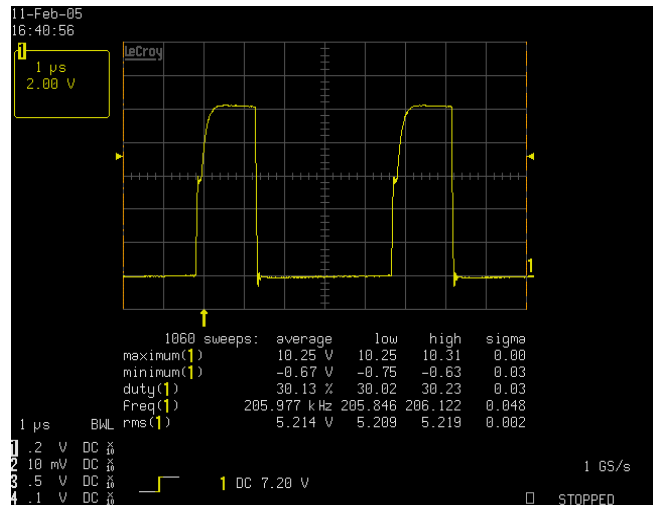 11-Feb-05
16:40:56
1
1 µs
2.00 V
LeCroy
1
1060 sweeps: average low high sigma
maximum(1) 10.25 V 10.25 10.31 0.00
minimum(1) -0.67 V -0.75 -0.63 0.03
duty(1) 30.13 % 30.02 30.23 0.03
freq(1) 205.977 kHz 205.846 206.122 0.048
rms(1) 5.214 V 5.209 5.219 0.002
1 µs BWL
1 .2 V DC X10
2 10 mV DC X10
3 .5 V DC X10
4 .1 V DC X10
1 DC 7.20 V
1 GS/s
STOPPED